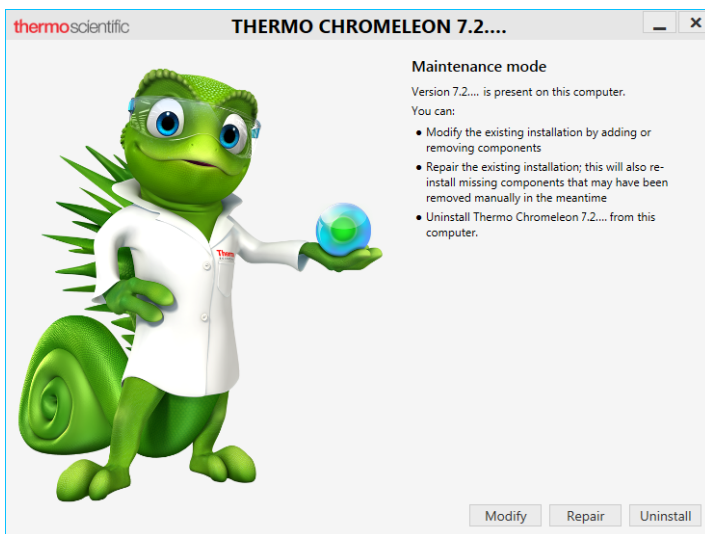 thermoscientific
THERMO CHROMELEON 7.2....
Maintenance mode
Version 7.2.... is present on this computer.
You can:
● Modify the existing installation by adding or
removing components
● Repair the existing installation; this will also re-
install missing components that may have been
removed manually in the meantime
● Uninstall Thermo Chromeleon 7.2.... from this
computer.
Modify
Repair
Uninstall